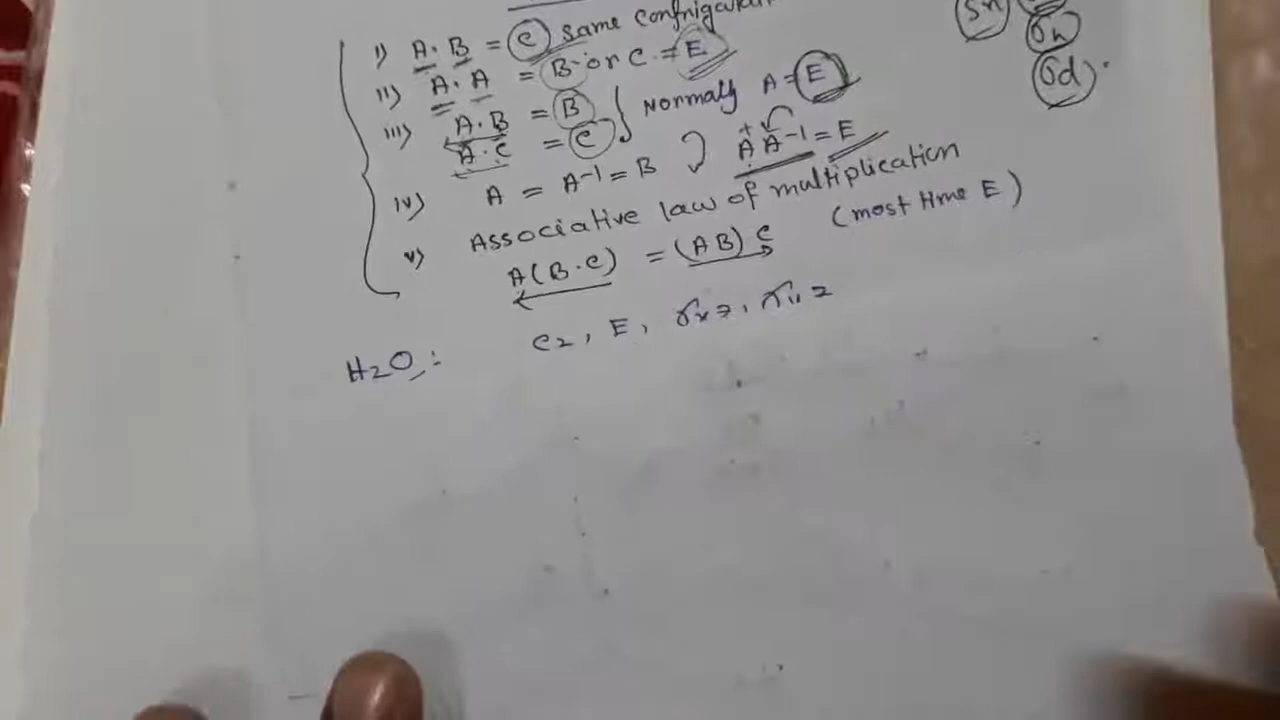 i) A.B = C same
ii) A.A = B or C = E
iii) A.B = B
A.C = C } Normally A = E
iv) A = A-1 = B } A A-1 = E
v) Associative law of multiplication
A(B.C) = (AB) C (most time E)
H2O: C2, E, σxz, σyz
Sn
σh
σd